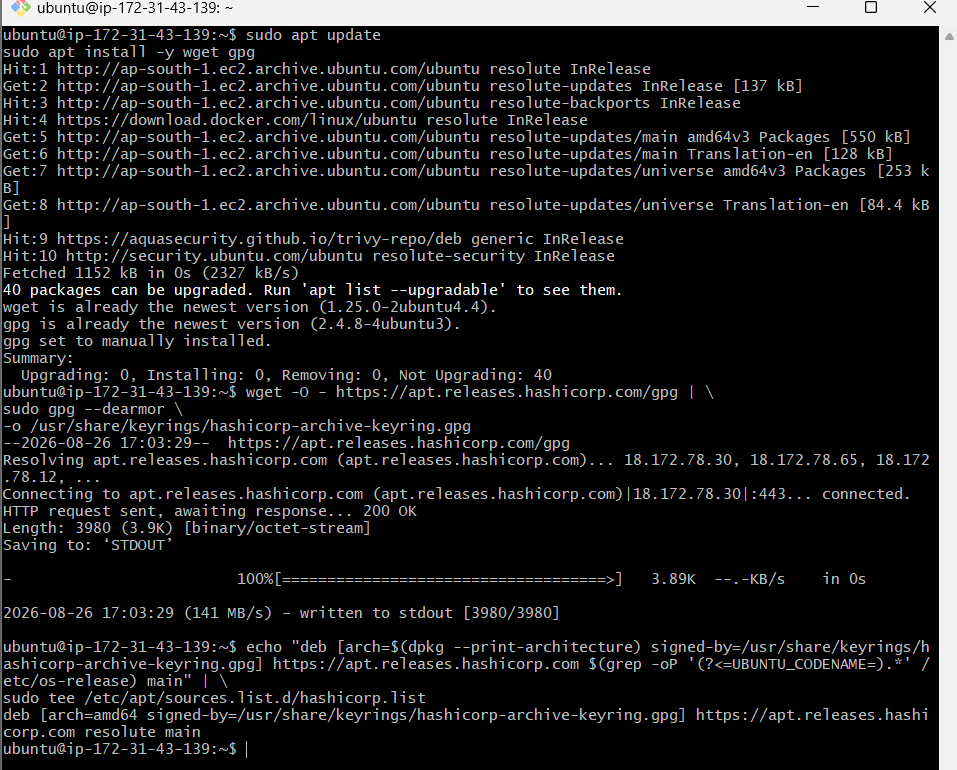 ubuntu@ip-172-31-43-139: ~
ubuntu@ip-172-31-43-139:~$ sudo apt update
sudo apt install -y wget gpg
Hit:1 http://ap-south-1.ec2.archive.ubuntu.com/ubuntu resolute InRelease
Get:2 http://ap-south-1.ec2.archive.ubuntu.com/ubuntu resolute-updates InRelease [137 kB]
Hit:3 http://ap-south-1.ec2.archive.ubuntu.com/ubuntu resolute-backports InRelease
Hit:4 https://download.docker.com/linux/ubuntu resolute InRelease
Get:5 http://ap-south-1.ec2.archive.ubuntu.com/ubuntu resolute-updates/main amd64v3 Packages [550 kB]
Get:6 http://ap-south-1.ec2.archive.ubuntu.com/ubuntu resolute-updates/main Translation-en [128 kB]
Get:7 http://ap-south-1.ec2.archive.ubuntu.com/ubuntu resolute-updates/universe amd64v3 Packages [253 k
B]
Get:8 http://ap-south-1.ec2.archive.ubuntu.com/ubuntu resolute-updates/universe Translation-en [84.4 kB
]
Hit:9 https://aquasecurity.github.io/trivy-repo/deb generic InRelease
Hit:10 http://security.ubuntu.com/ubuntu resolute-security InRelease
Fetched 1152 kB in 0s (2327 kB/s)
40 packages can be upgraded. Run 'apt list --upgradable' to see them.
wget is already the newest version (1.25.0-2ubuntu4.4).
gpg is already the newest version (2.4.8-4ubuntu3).
gpg set to manually installed.
Summary:
  Upgrading: 0, Installing: 0, Removing: 0, Not Upgrading: 40
ubuntu@ip-172-31-43-139:~$ wget -O - https://apt.releases.hashicorp.com/gpg | \
sudo gpg --dearmor \
-o /usr/share/keyrings/hashicorp-archive-keyring.gpg
--2026-08-26 17:03:29--  https://apt.releases.hashicorp.com/gpg
Resolving apt.releases.hashicorp.com (apt.releases.hashicorp.com)... 18.172.78.30, 18.172.78.65, 18.172
.78.12, ...
Connecting to apt.releases.hashicorp.com (apt.releases.hashicorp.com)|18.172.78.30|:443... connected.
HTTP request sent, awaiting response... 200 OK
Length: 3980 (3.9K) [binary/octet-stream]
Saving to: ‘STDOUT’
-                         100%[====================================>]   3.89K  --.-KB/s    in 0s
2026-08-26 17:03:29 (141 MB/s) - written to stdout [3980/3980]
ubuntu@ip-172-31-43-139:~$ echo "deb [arch=$(dpkg --print-architecture) signed-by=/usr/share/keyrings/h
ashicorp-archive-keyring.gpg] https://apt.releases.hashicorp.com $(grep -oP '(?<=UBUNTU_CODENAME=).*' /
etc/os-release) main" | \
sudo tee /etc/apt/sources.list.d/hashicorp.list
deb [arch=amd64 signed-by=/usr/share/keyrings/hashicorp-archive-keyring.gpg] https://apt.releases.hashi
corp.com resolute main
ubuntu@ip-172-31-43-139:~$